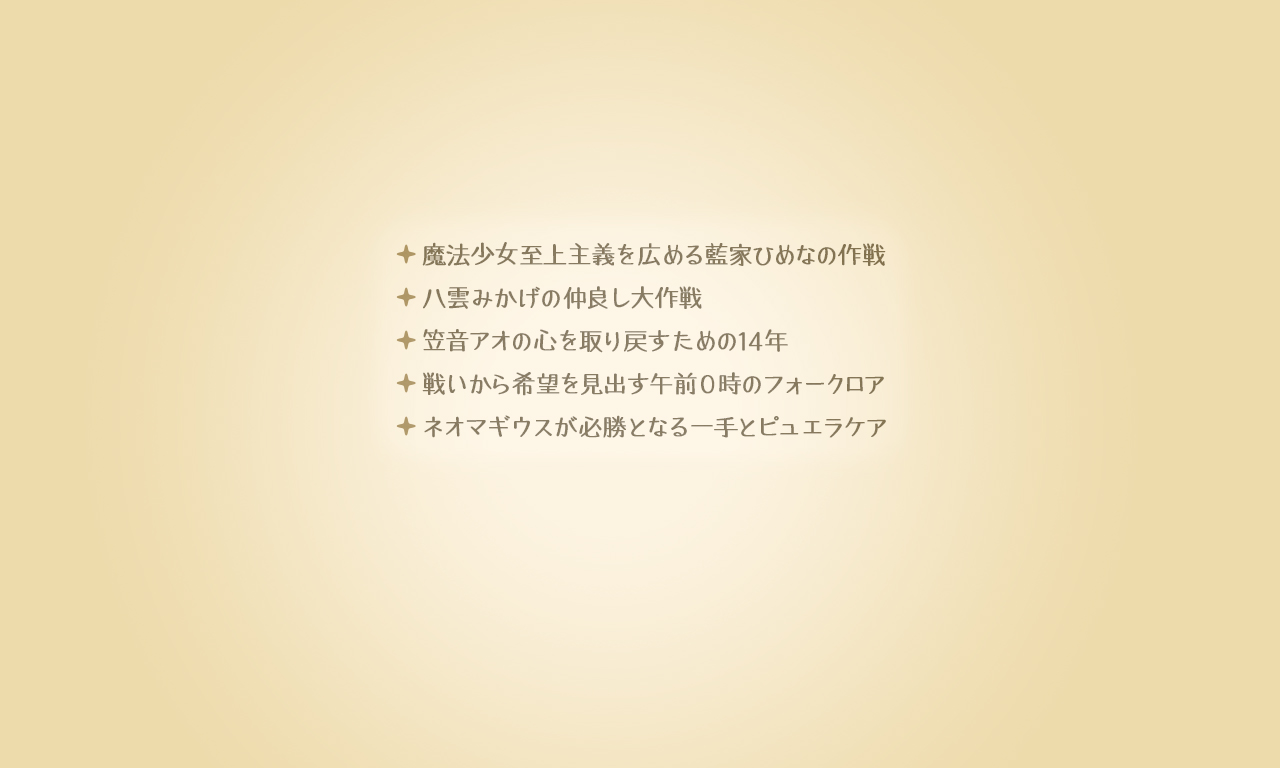 魔法少女至上主義を広める藍家ひめなの作戦
八雲みかげの仲良し大作戦
笠音アオの心を取り戻すための14年
戦いから希望を見出す午前０時のフォークロア
ネオマギウスが必勝となる一手とピュエラケア